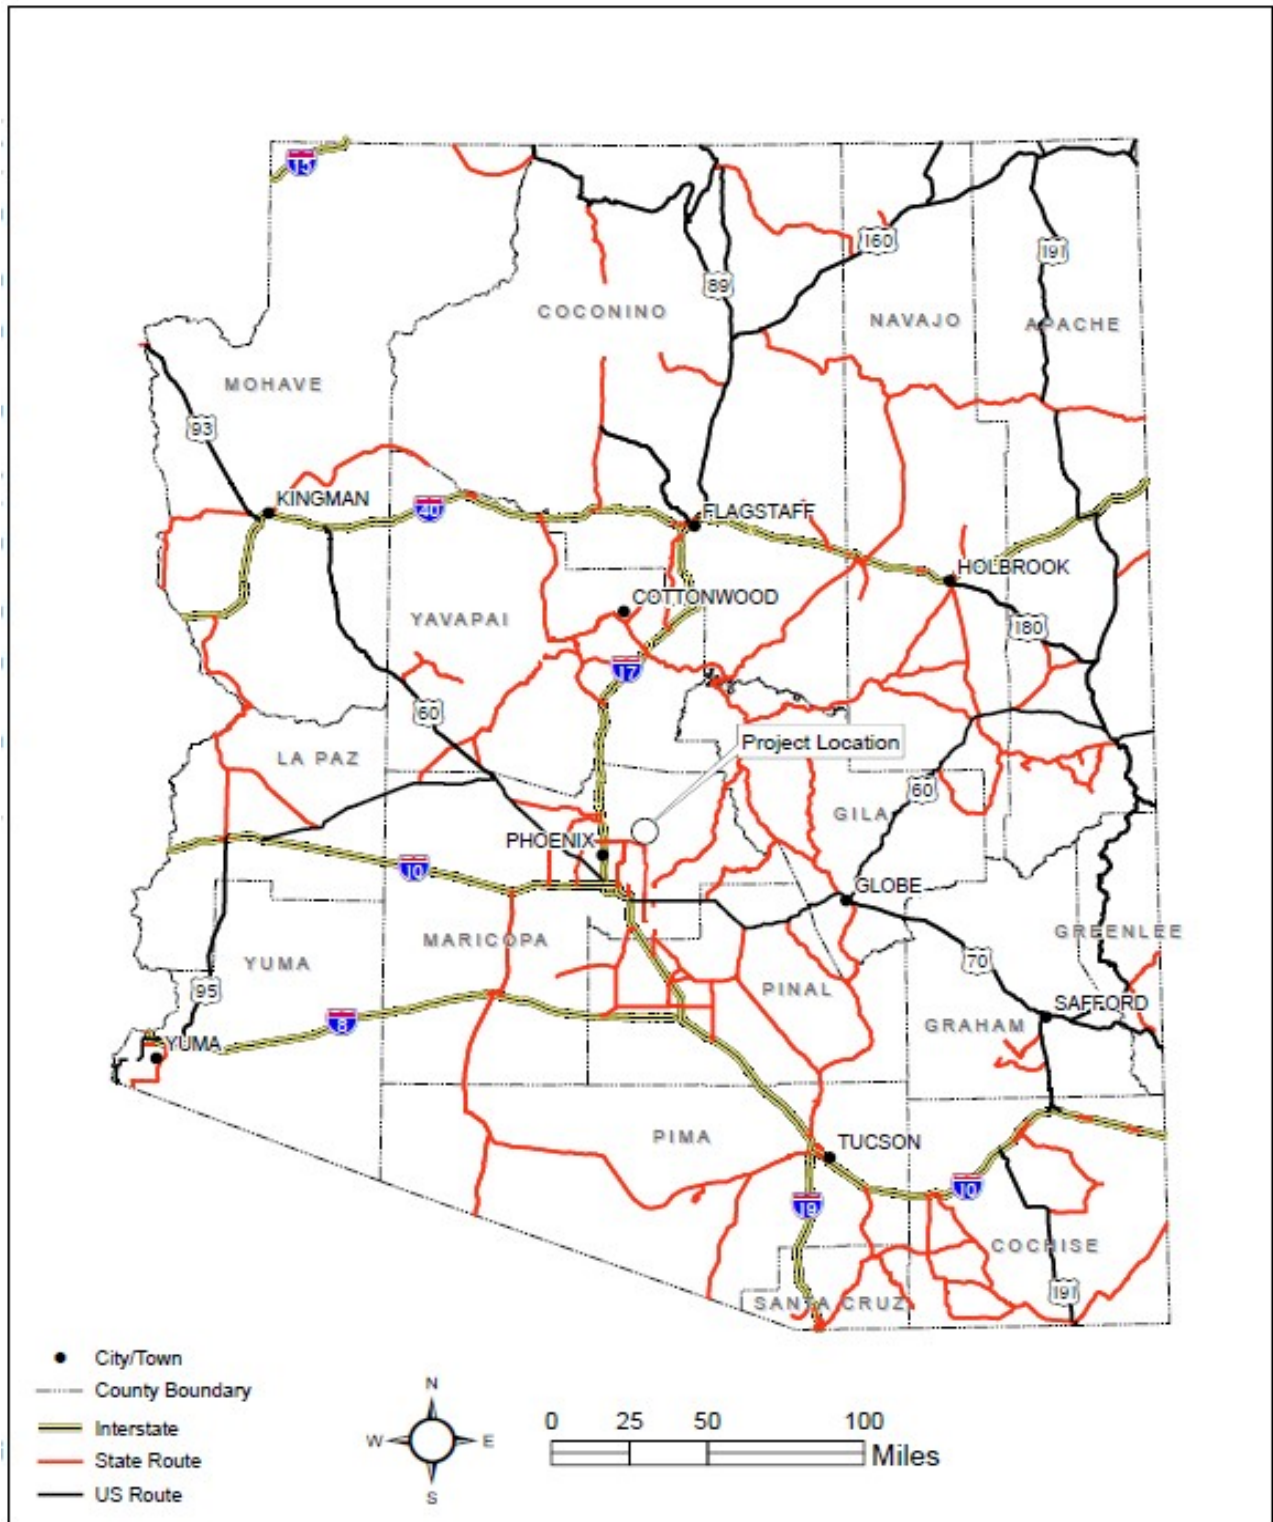 15
160
191
89
COCONINO
NAVAJO
APACHE
MOHAVE
93
KINGMAN
40
FLAGSTAFF
HOLBROOK
COTTONWOOD
YAVAPAI
180
17
60
Project Location
LA PAZ
60
GILA
PHOENIX
10
GLOBE
MARICOPA
GREENLEE
YUMA
70
95
PINAL
SAFFORD
8
GRAHAM
YUMA
PIMA
TUCSON
10
19
COCHISE
191
SANTA CRUZ
City/Town
County Boundary
Interstate
State Route
US Route
N
W
E
S
0 25 50 100
Miles